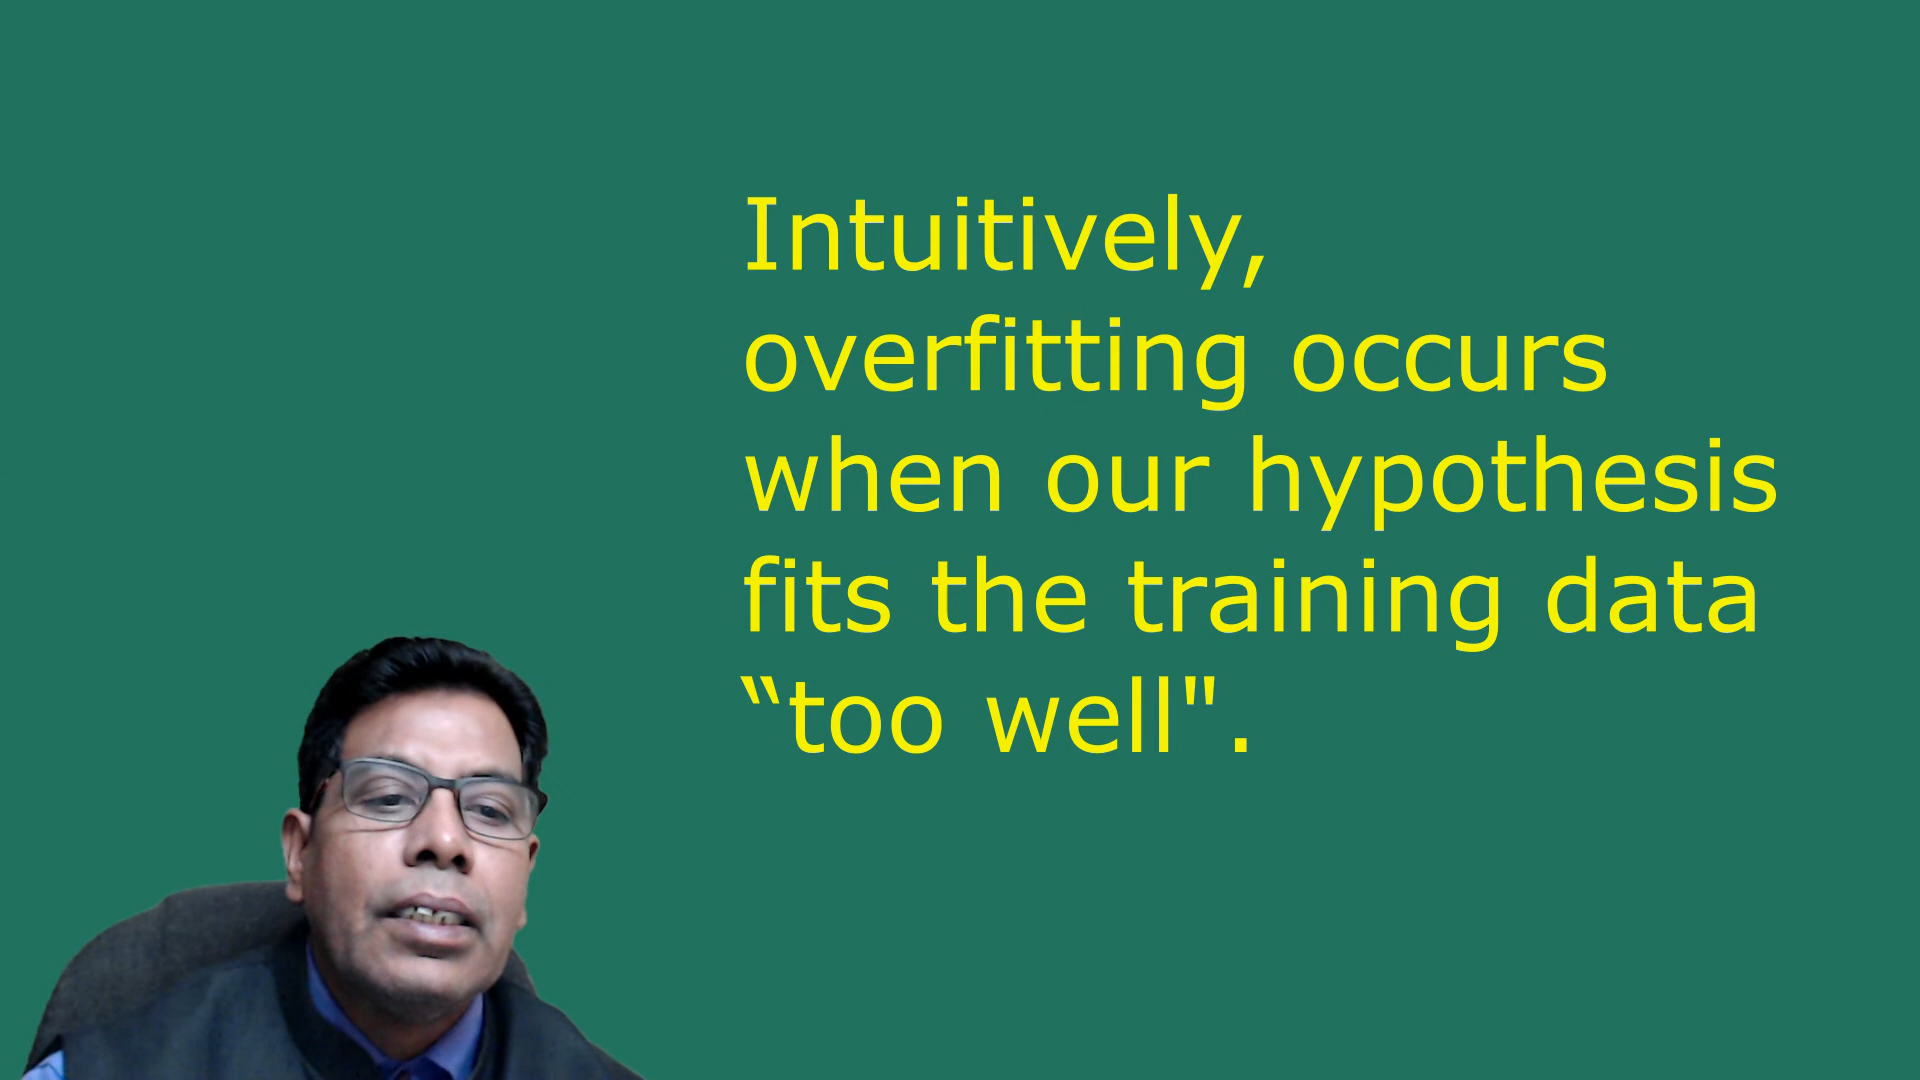 Intuitively,
overfitting occurs
when our hypothesis
fits the training data
“too well".